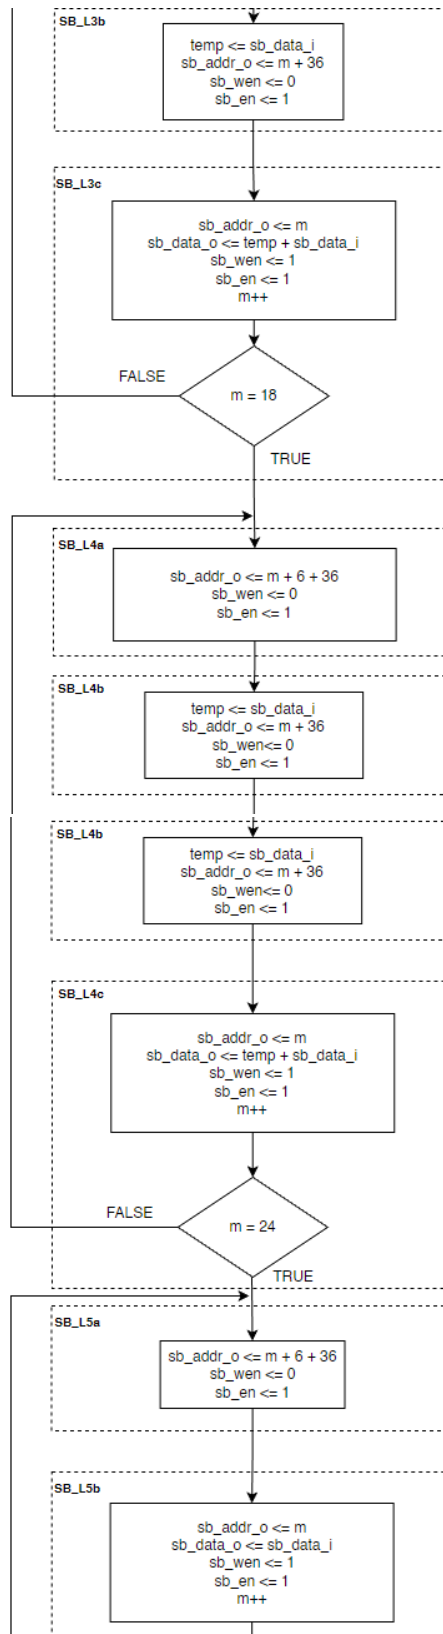 SB_L3b
temp <= sb_data_i
sb_addr_o <= m + 36
sb_wen <= 0
sb_en <= 1
SB_L3c
sb_addr_o <= m
sb_data_o <= temp + sb_data_i
sb_wen <= 1
sb_en <= 1
m++
FALSE
m = 18
TRUE
SB_L4a
sb_addr_o <= m + 6 + 36
sb_wen <= 0
sb_en <= 1
SB_L4b
temp <= sb_data_i
sb_addr_o <= m + 36
sb_wen<= 0
sb_en <= 1
SB_L4b
temp <= sb_data_i
sb_addr_o <= m + 36
sb_wen<= 0
sb_en <= 1
SB_L4c
sb_addr_o <= m
sb_data_o <= temp + sb_data_i
sb_wen <= 1
sb_en <= 1
m++
FALSE
m = 24
TRUE
SB_L5a
sb_addr_o <= m + 6 + 36
sb_wen <= 0
sb_en <= 1
SB_L5b
sb_addr_o <= m
sb_data_o <= sb_data_i
sb_wen <= 1
sb_en <= 1
m++